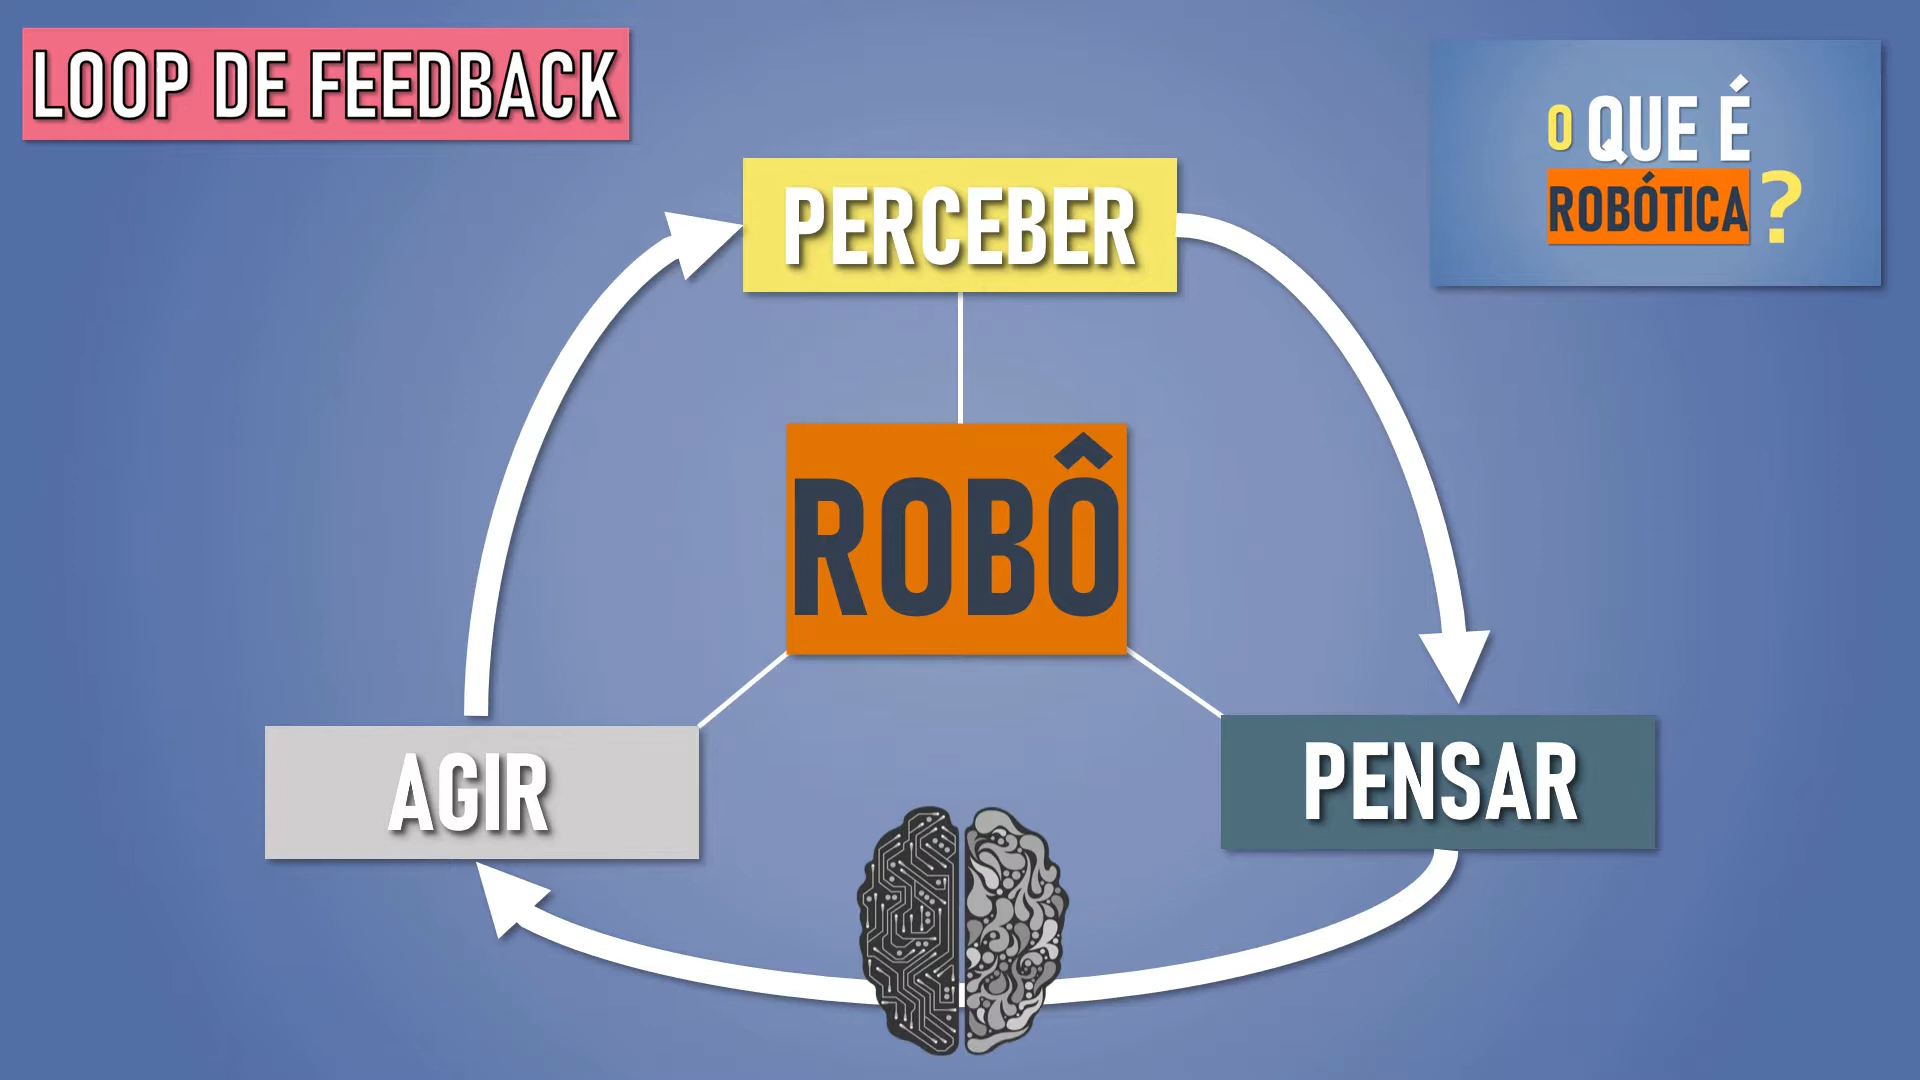 LOOP DE FEEDBACK
O QUE É
ROBÓTICA?
PERCEBER
ROBÔ
AGIR
PENSAR